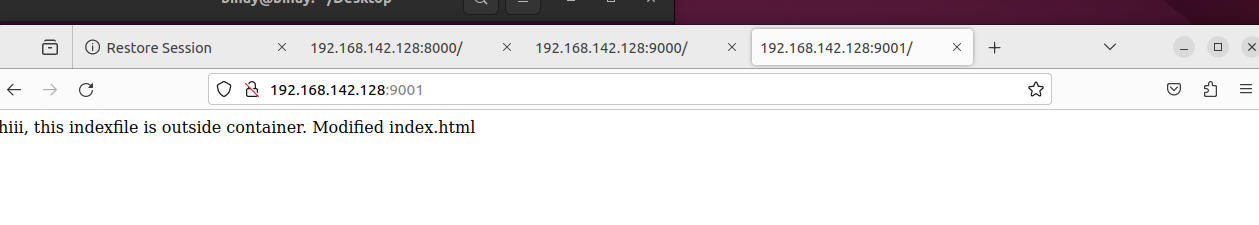 Restore Session
192.168.142.128:8000/
192.168.142.128:9000/
192.168.142.128:9001/
192.168.142.128:9001
hiii, this indexfile is outside container. Modified index.html